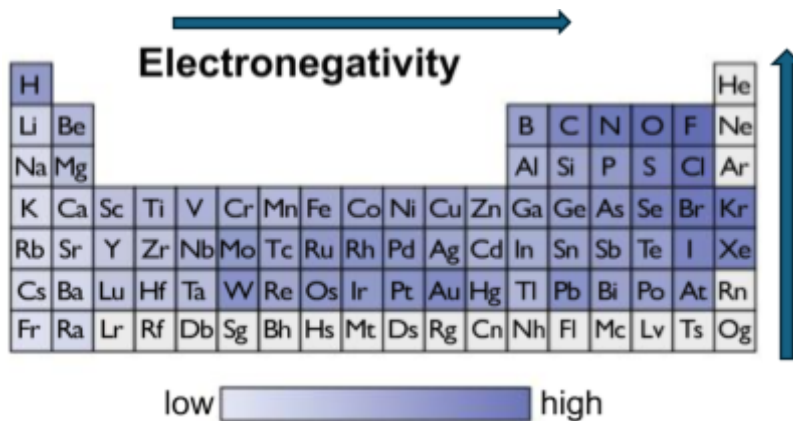 Electronegativity
H He
Li Be B C N O F Ne
Na Mg Al Si P S Cl Ar
K Ca Sc Ti V Cr Mn Fe Co Ni Cu Zn Ga Ge As Se Br Kr
Rb Sr Y Zr Nb Mo Tc Ru Rh Pd Ag Cd In Sn Sb Te I Xe
Cs Ba Lu Hf Ta W Re Os Ir Pt Au Hg Tl Pb Bi Po At Rn
Fr Ra Lr Rf Db Sg Bh Hs Mt Ds Rg Cn Nh Fl Mc Lv Ts Og
low high